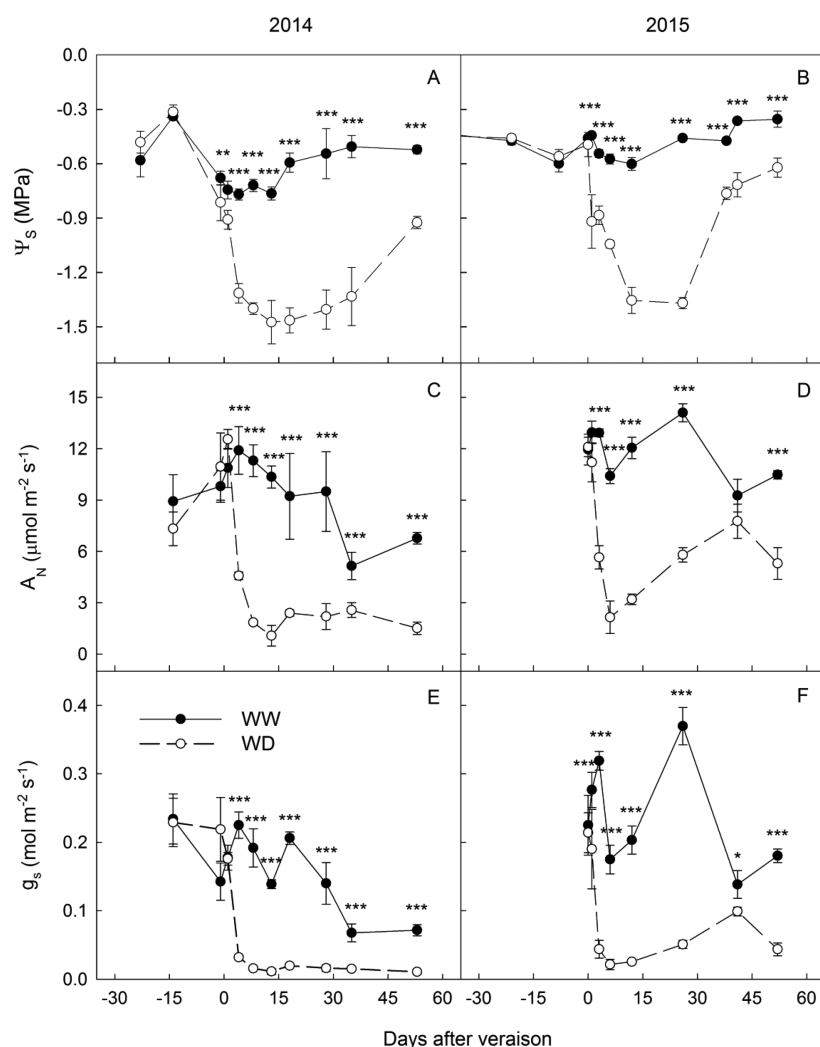 2014 2015
0.0 A B
-0.3
-0.6
-0.9
-1.2
-1.5
Ψ_S (MPa)
** *** *** *** *** *** *** *** ***
*** *** *** *** *** *** *** ***
15 C D
12
9
6
3
0
A_N (μmol m⁻² s⁻¹)
*** *** *** *** *** *** ***
*** *** *** *** ***
0.4 E F
0.3
0.2
0.1
0.0
g_s (mol m⁻² s⁻¹)
WW
WD
*** *** *** *** *** *** ***
*** *** *** *** *** * ***
-30 -15 0 15 30 45 -30 -15 0 15 30 45 60
Days after veraison